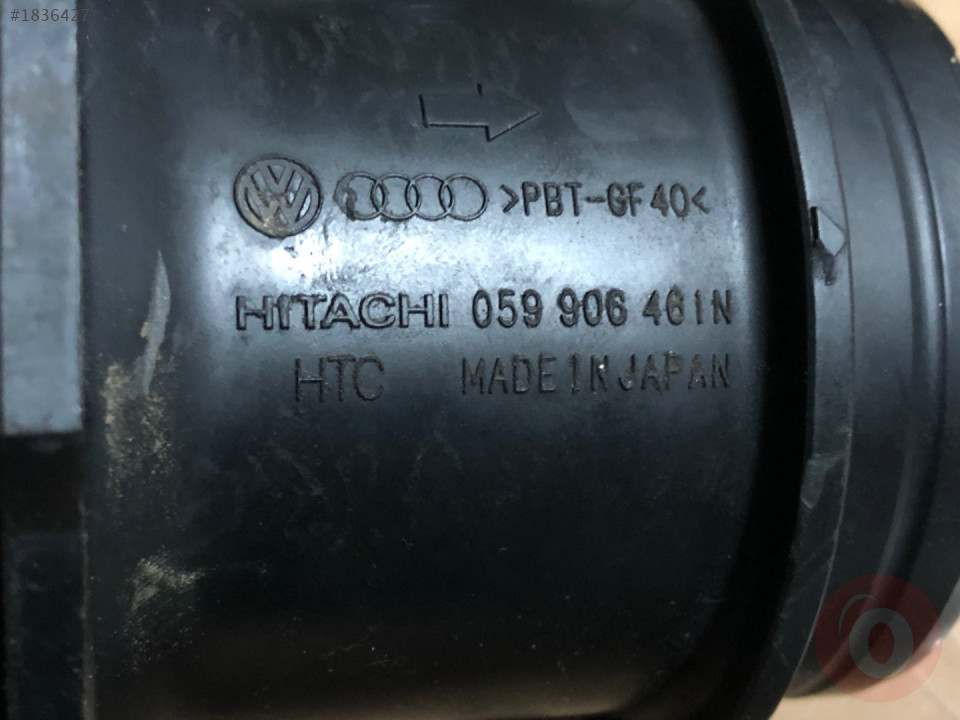 #1836427
>PBT-GF40<
HITACHI 059 906 461N
HTC MADE IN JAPAN